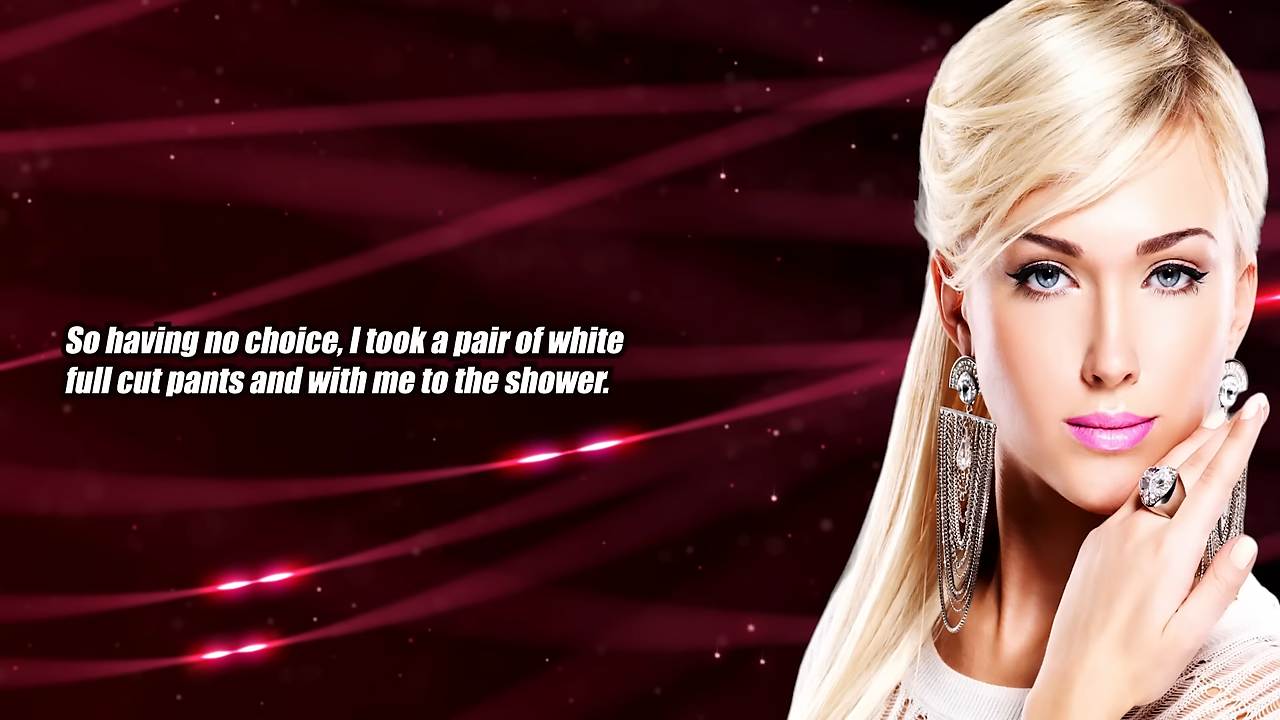 So having no choice, I took a pair of white
full cut pants and with me to the shower.